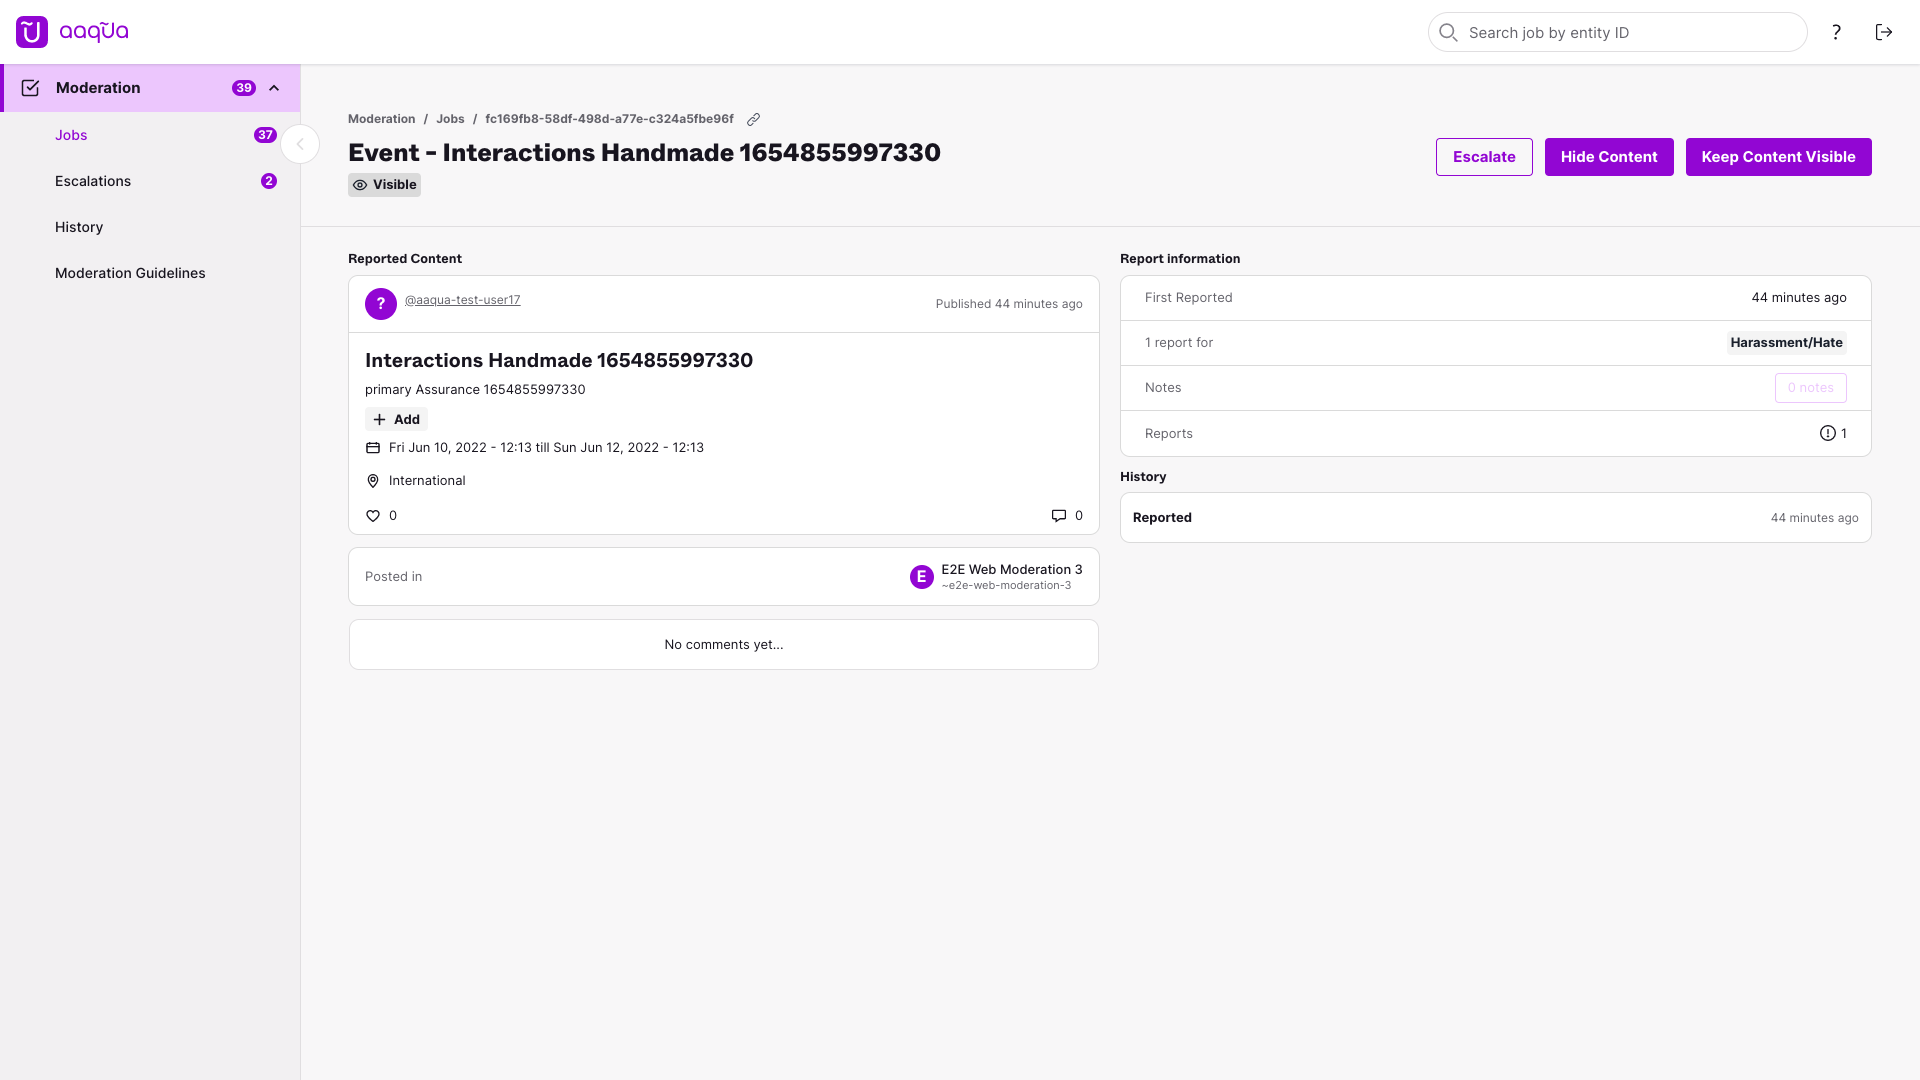 aaqũa
Search job by entity ID
?
Moderation 39
Jobs 37
Escalations 2
History
Moderation Guidelines
Moderation / Jobs / fc169fb8-58df-498d-a77e-c324a5fbe96f
Event - Interactions Handmade 1654855997330
Visible
Escalate
Hide Content
Keep Content Visible
Reported Content
? @aaqua-test-user17
Published 44 minutes ago
Interactions Handmade 1654855997330
primary Assurance 1654855997330
+ Add
Fri Jun 10, 2022 - 12:13 till Sun Jun 12, 2022 - 12:13
International
0
0
Posted in
E
E2E Web Moderation 3
~e2e-web-moderation-3
No comments yet...
Report information
First Reported 44 minutes ago
1 report for Harassment/Hate
Notes 0 notes
Reports 1
History
Reported 44 minutes ago